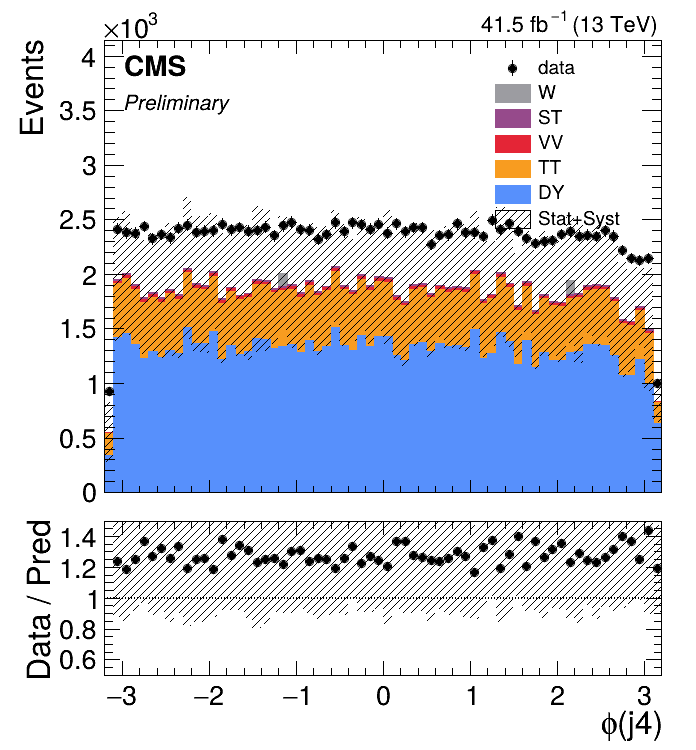 ×10³
41.5 fb⁻¹ (13 TeV)
Events
CMS
Preliminary
data
W
ST
VV
TT
DY
Stat+Syst
4
3.5
3
2.5
2
1.5
1
0.5
0
Data / Pred
1.4
1.2
1
0.8
0.6
−3 −2 −1 0 1 2 3
ϕ(j4)